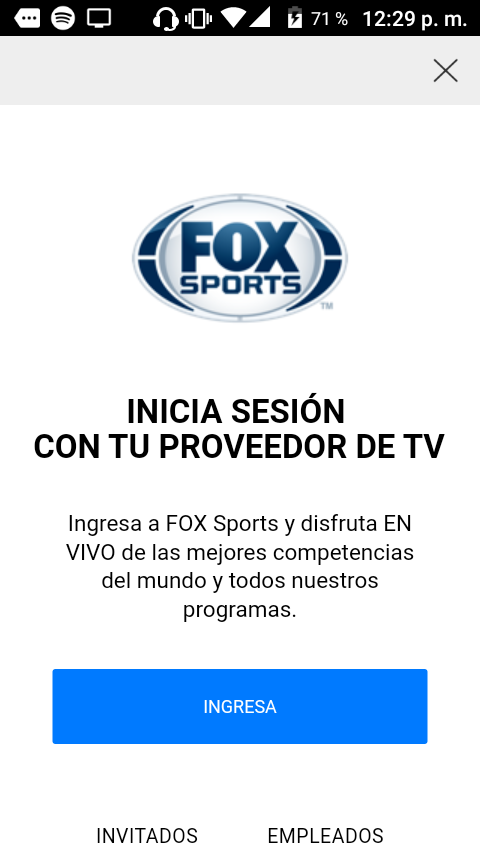 71 % 12:29 p. m.
FOX
SPORTS
TM
INICIA SESIÓN
CON TU PROVEEDOR DE TV
Ingresa a FOX Sports y disfruta EN
VIVO de las mejores competencias
del mundo y todos nuestros
programas.
INGRESA
INVITADOS EMPLEADOS